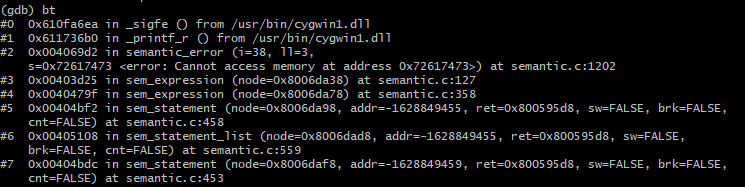 (gdb) bt
#0  0x610fa6ea in _sigfe () from /usr/bin/cygwin1.dll
#1  0x611736b0 in _printf_r () from /usr/bin/cygwin1.dll
#2  0x004069d2 in semantic_error (i=38, ll=3,
    s=0x72617473 <error: Cannot access memory at address 0x72617473>) at semantic.c:1202
#3  0x00403d25 in sem_expression (node=0x8006da38) at semantic.c:127
#4  0x0040479f in sem_expression (node=0x8006da78) at semantic.c:358
#5  0x00404bf2 in sem_statement (node=0x8006da98, addr=-1628849455, ret=0x800595d8, sw=FALSE, brk=FALSE,
    cnt=FALSE) at semantic.c:458
#6  0x00405108 in sem_statement_list (node=0x8006dad8, addr=-1628849455, ret=0x800595d8, sw=FALSE,
    brk=FALSE, cnt=FALSE) at semantic.c:559
#7  0x00404bdc in sem_statement (node=0x8006daf8, addr=-1628849459, ret=0x800595d8, sw=FALSE, brk=FALSE,
    cnt=FALSE) at semantic.c:453